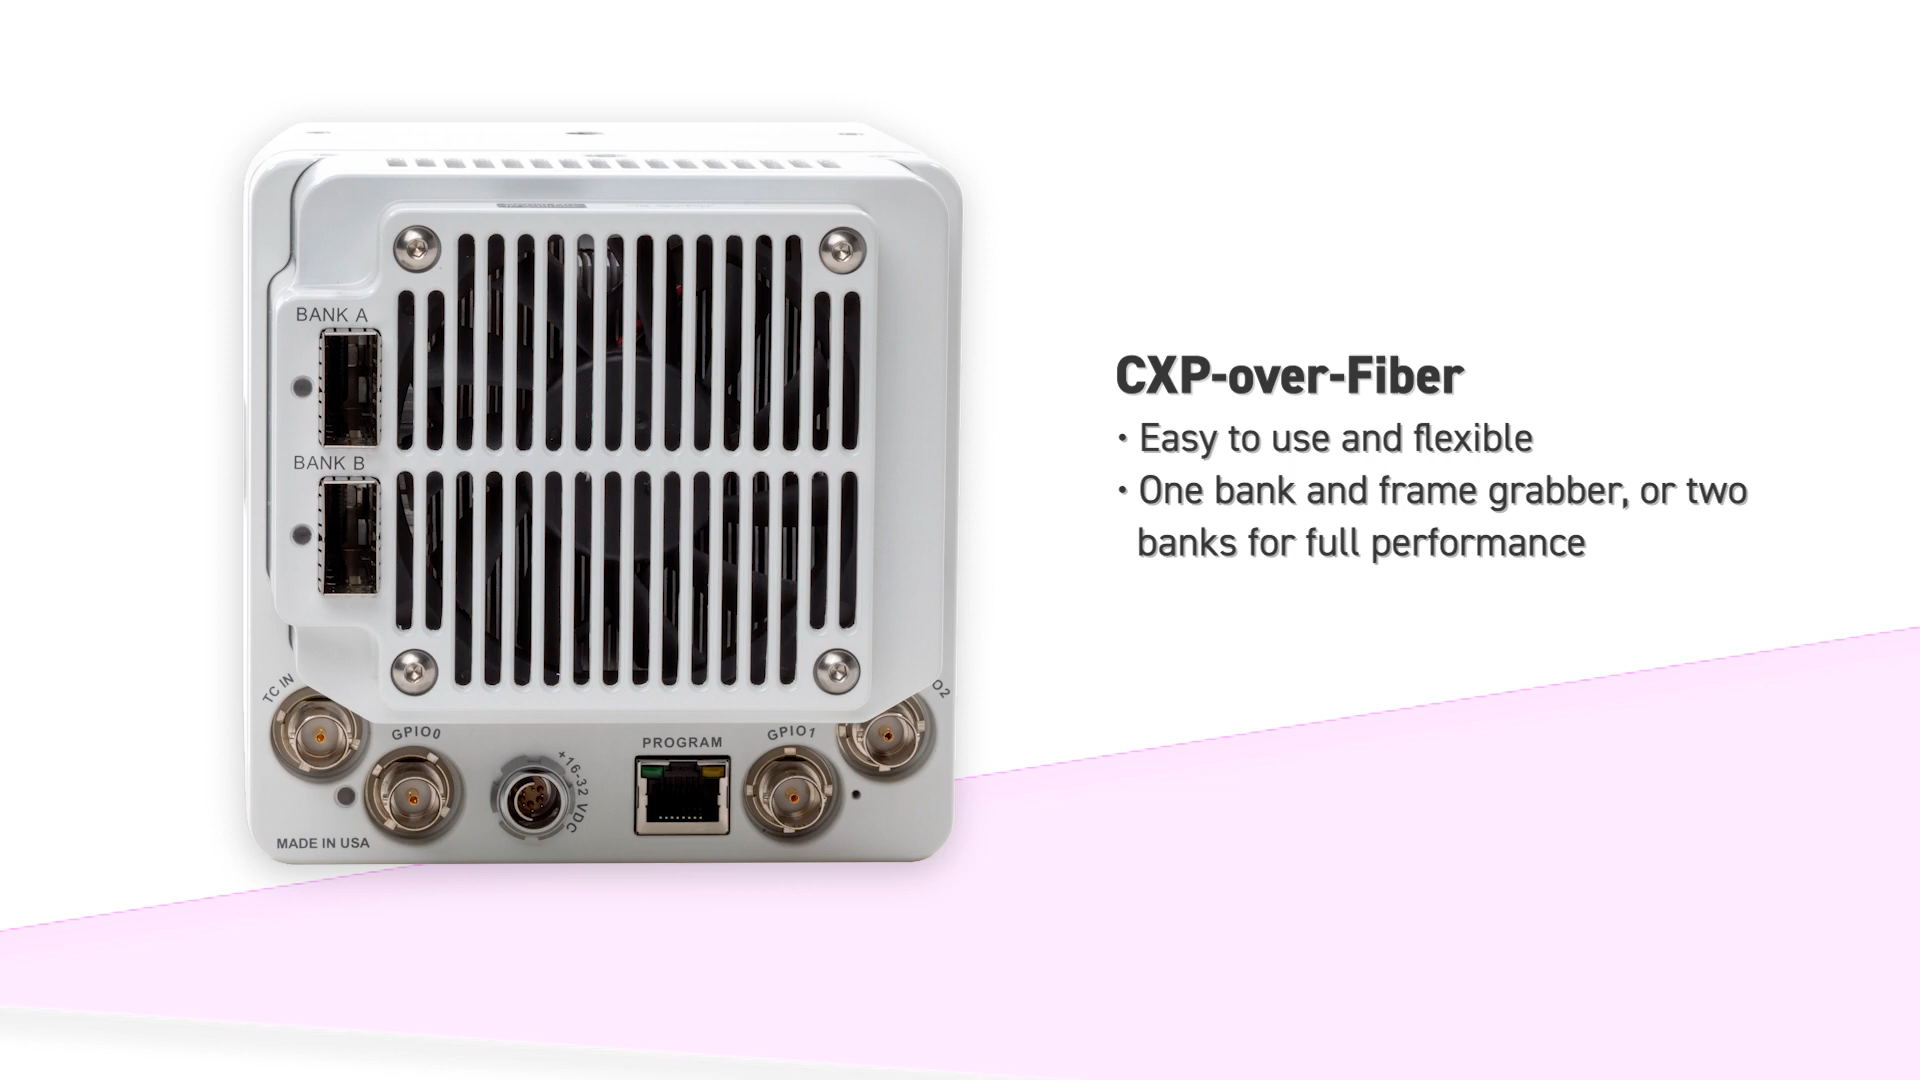 BANK A
BANK B
TC IN
GPIO0
+16-32 VDC
PROGRAM
GPIO1
MADE IN USA
CXP-over-Fiber
· Easy to use and flexible
· One bank and frame grabber, or two
banks for full performance